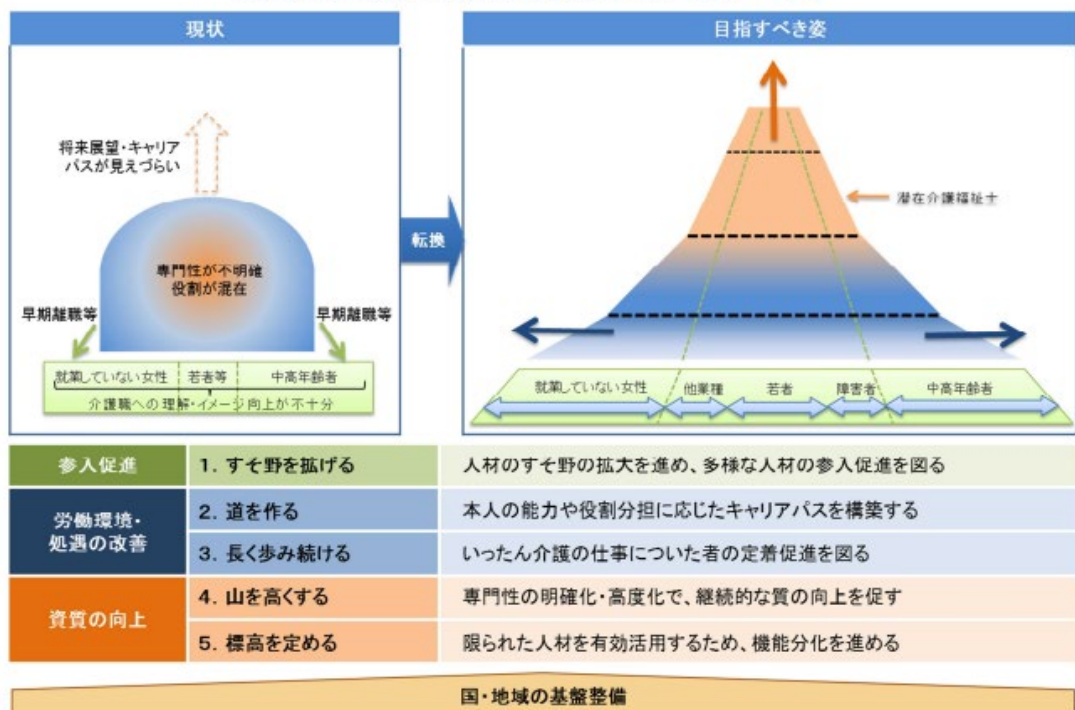 現状
将来展望・キャリア
パスが見えづらい
専門性が不明確
役割が混在
早期離職等
早期離職等
就業していない女性
若者等
中高年齢者
介護職への理解・イメージ向上が不十分
転換
目指すべき姿
潜在介護福祉士
就業していない女性
他業種
若者
障害者
中高年齢者
参入促進
1. すそ野を拡げる
人材のすそ野の拡大を進め、多様な人材の参入促進を図る
労働環境・
処遇の改善
2. 道を作る
本人の能力や役割分担に応じたキャリアパスを構築する
3. 長く歩み続ける
いったん介護の仕事についた者の定着促進を図る
資質の向上
4. 山を高くする
専門性の明確化・高度化で、継続的な質の向上を促す
5. 標高を定める
限られた人材を有効活用するため、機能分化を進める
国・地域の基盤整備